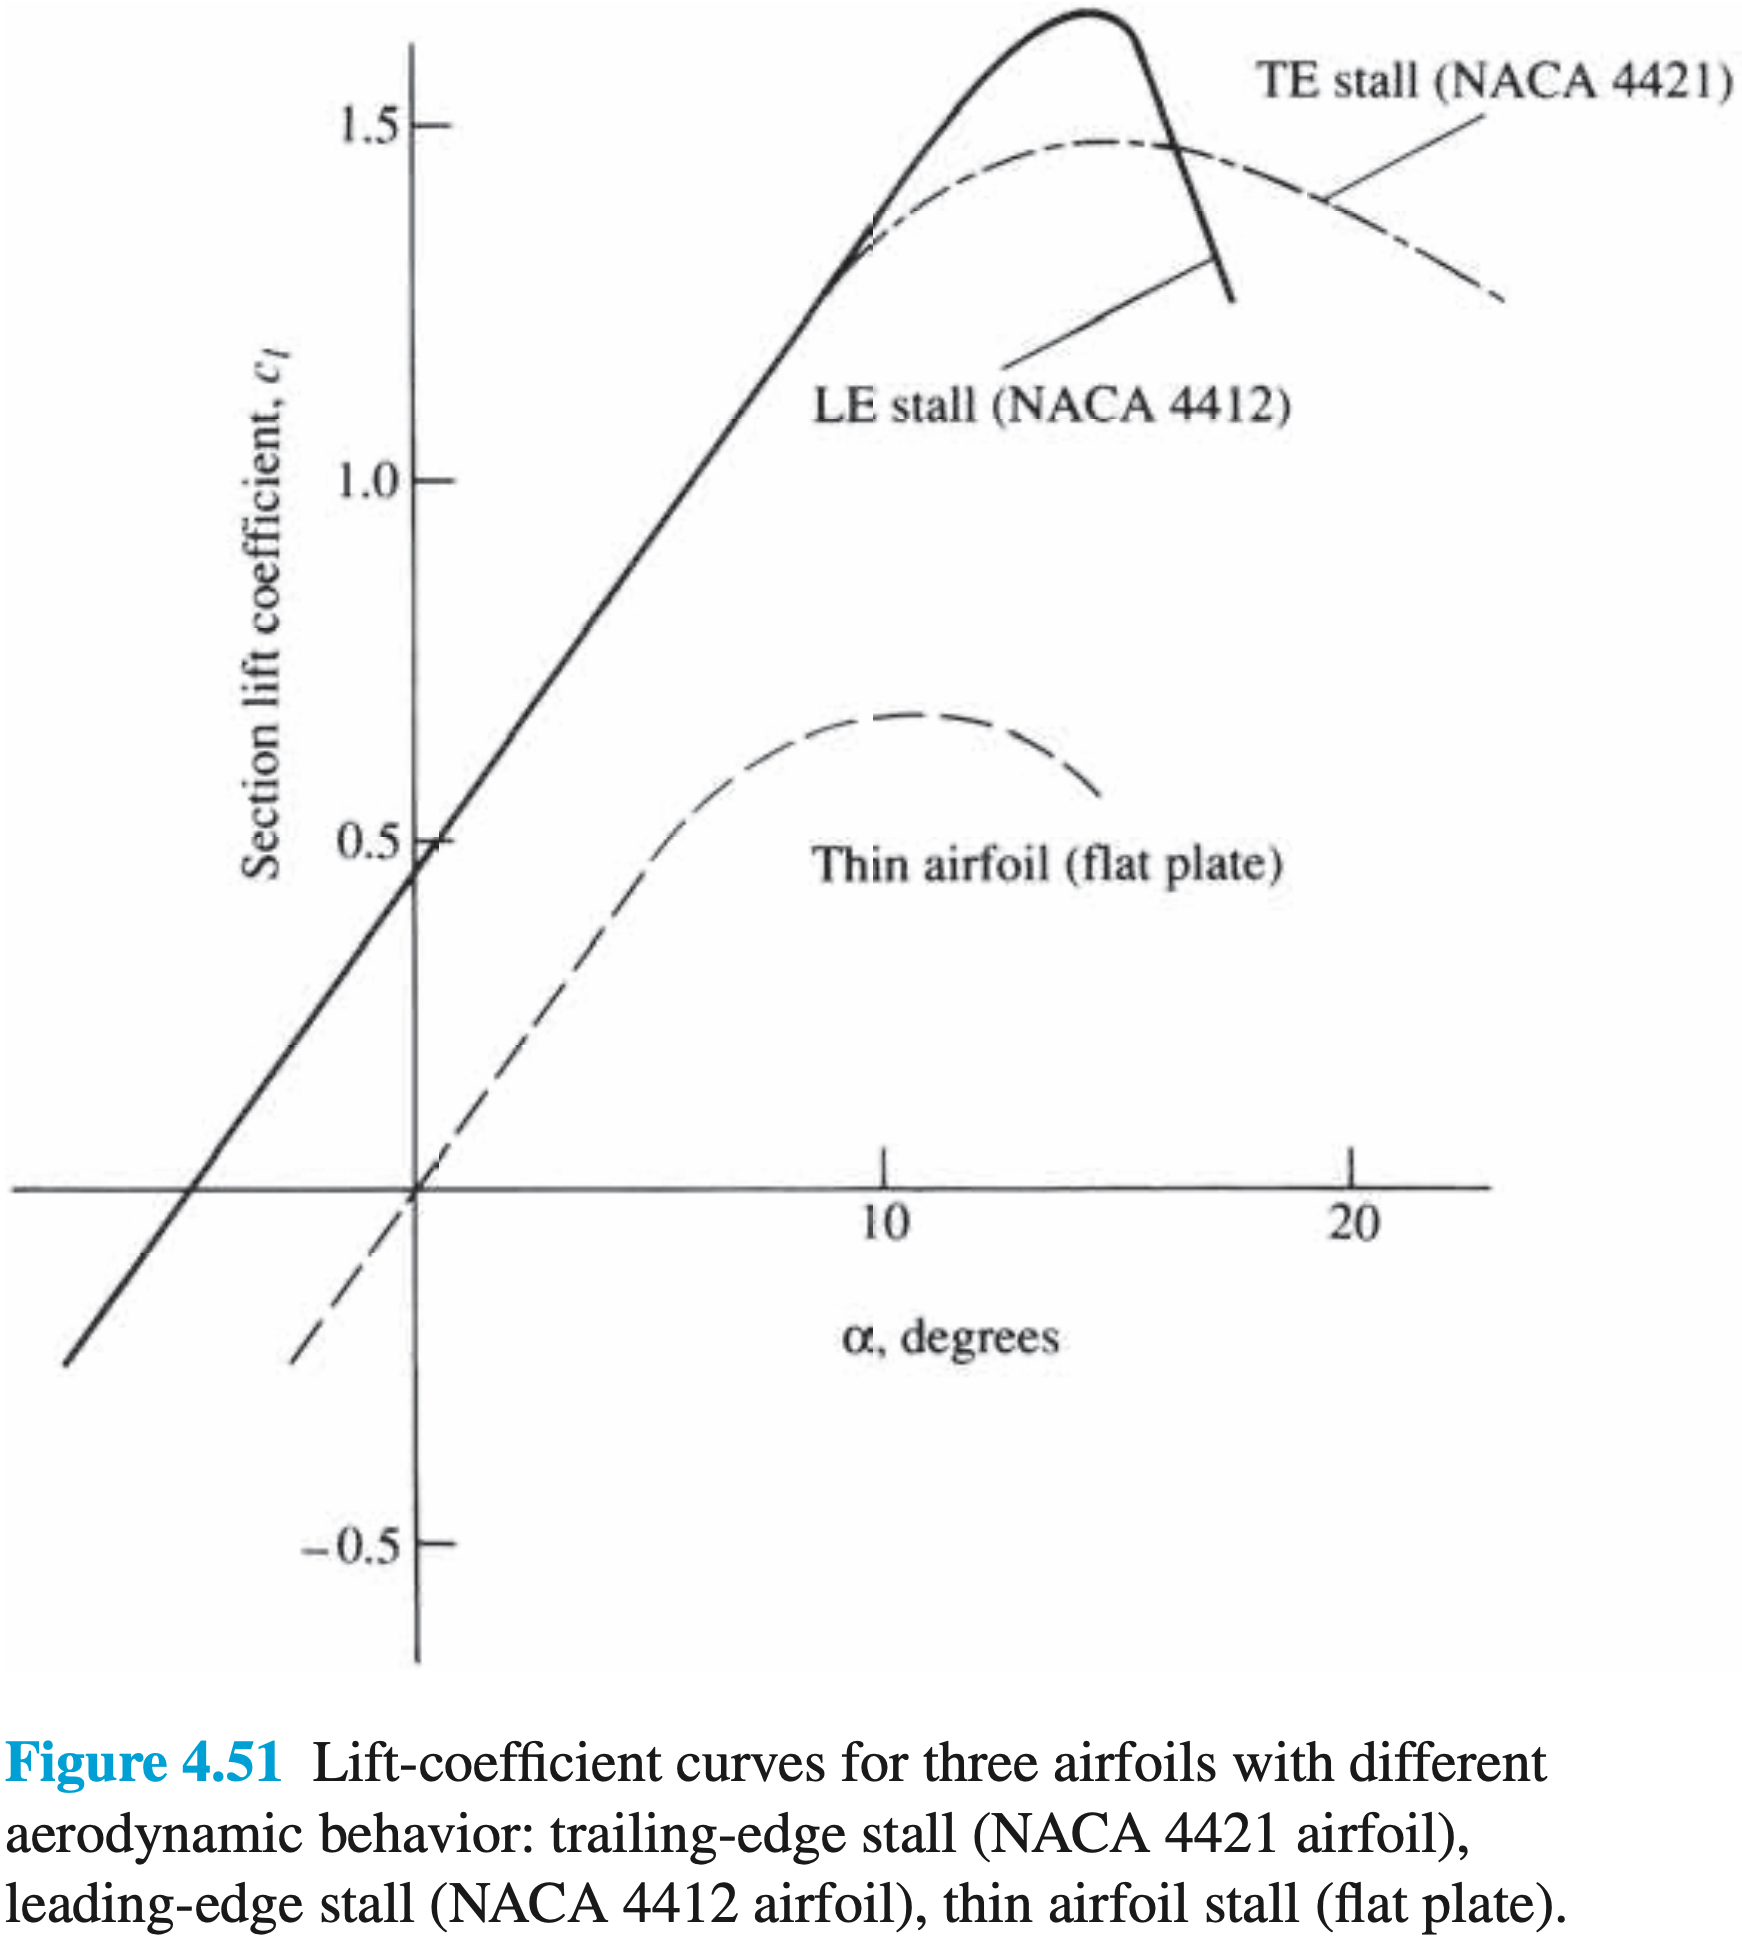 TE stall (NACA 4421)
1.5
LE stall (NACA 4412)
1.0
Section lift coefficient, cl
0.5
Thin airfoil (flat plate)
10
20
α, degrees
–0.5
Figure 4.51 Lift-coefficient curves for three airfoils with different
aerodynamic behavior: trailing-edge stall (NACA 4421 airfoil),
leading-edge stall (NACA 4412 airfoil), thin airfoil stall (flat plate).